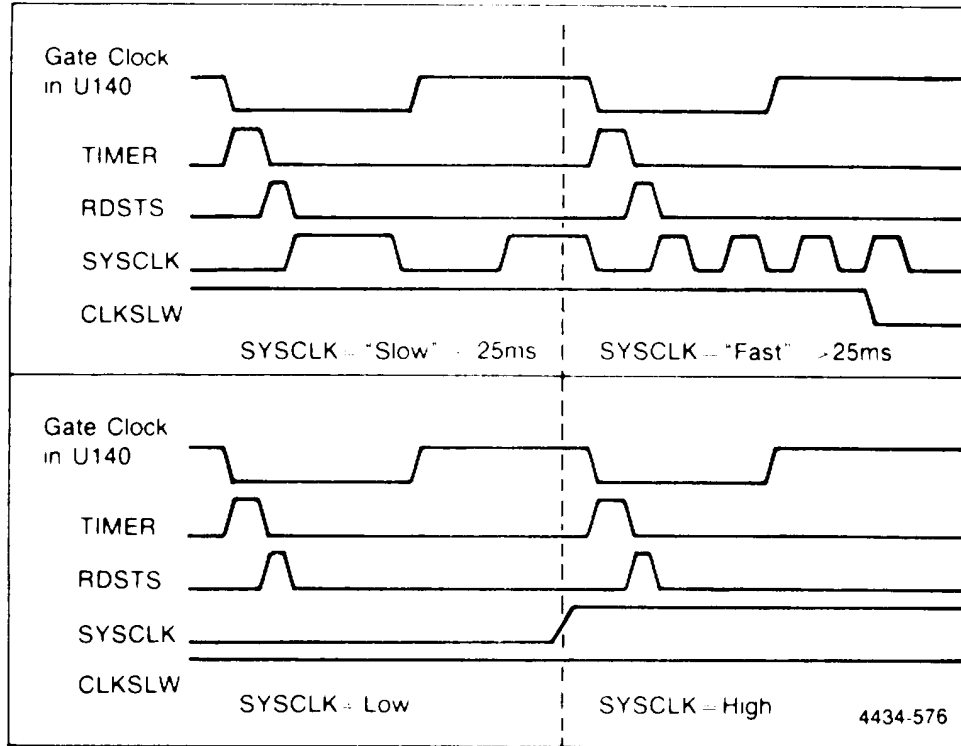 Gate Clock
in U140
TIMER
RDSTS
SYSCLK
CLKSLW
SYSCLK = "Slow" - 25ms
SYSCLK = "Fast" > 25ms
Gate Clock
in U140
TIMER
RDSTS
SYSCLK
CLKSLW
SYSCLK = Low
SYSCLK = High
4434-576